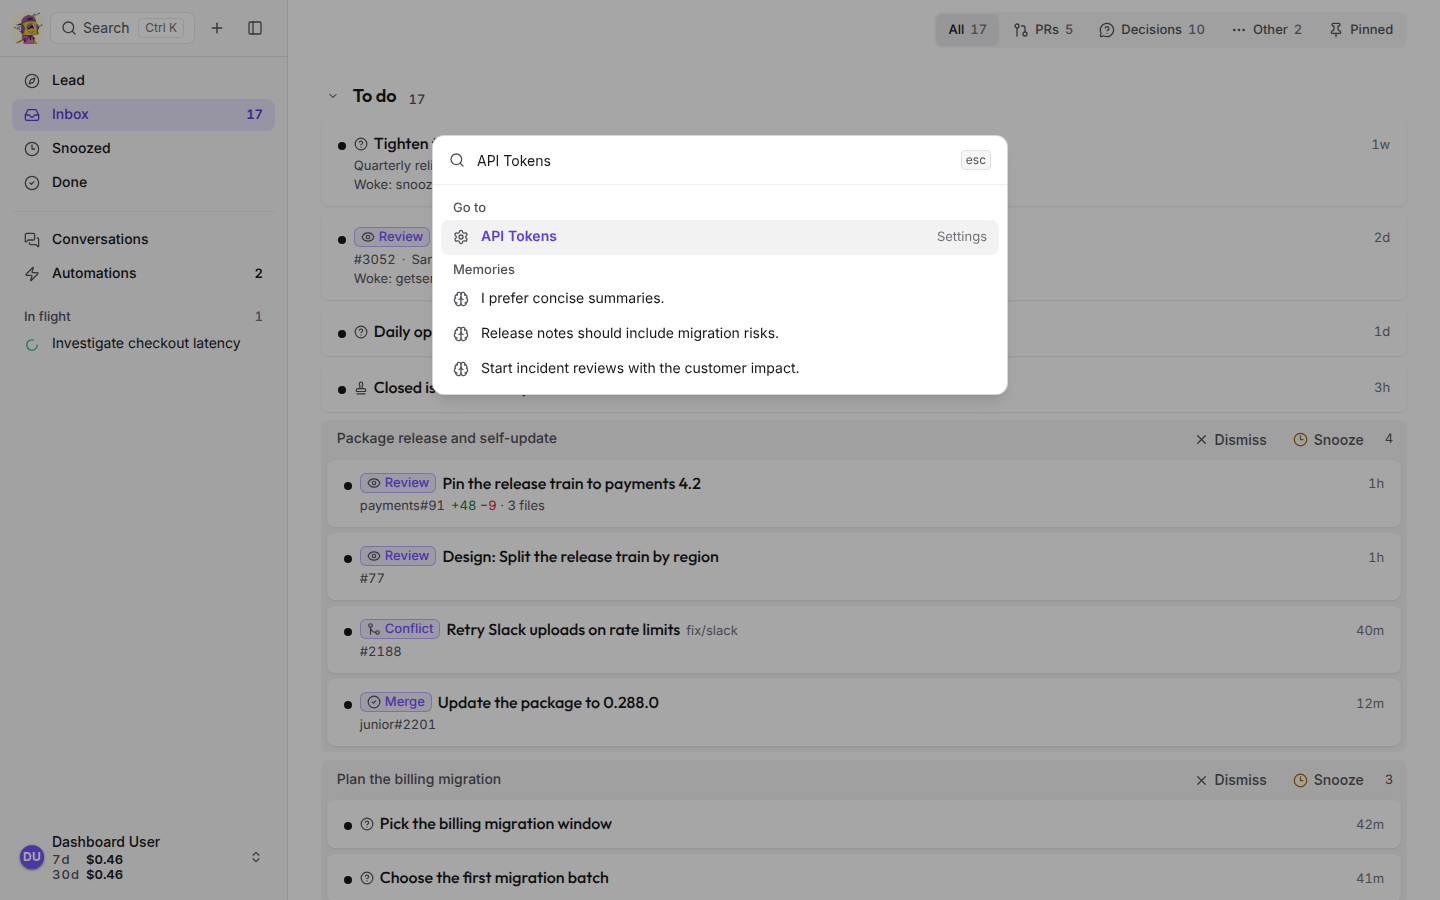 Search Ctrl K
Lead
Inbox 17
Snoozed
Done
Conversations
Automations 2
In flight 1
Investigate checkout latency
DU Dashboard User
7d $0.46
30d $0.46
All 17 PRs 5 Decisions 10 Other 2 Pinned
To do 17
Tighten 1w
Quarterly reli
Woke: snooz
Review 2d
#3052 · Sar
Woke: getser
Daily op 1d
Closed is 3h
API Tokens esc
Go to
API Tokens Settings
Memories
I prefer concise summaries.
Release notes should include migration risks.
Start incident reviews with the customer impact.
Package release and self-update Dismiss Snooze 4
Review Pin the release train to payments 4.2 1h
payments#91 +48 −9 · 3 files
Review Design: Split the release train by region 1h
#77
Conflict Retry Slack uploads on rate limits fix/slack 40m
#2188
Merge Update the package to 0.288.0 12m
junior#2201
Plan the billing migration Dismiss Snooze 3
Pick the billing migration window 42m
Choose the first migration batch 41m